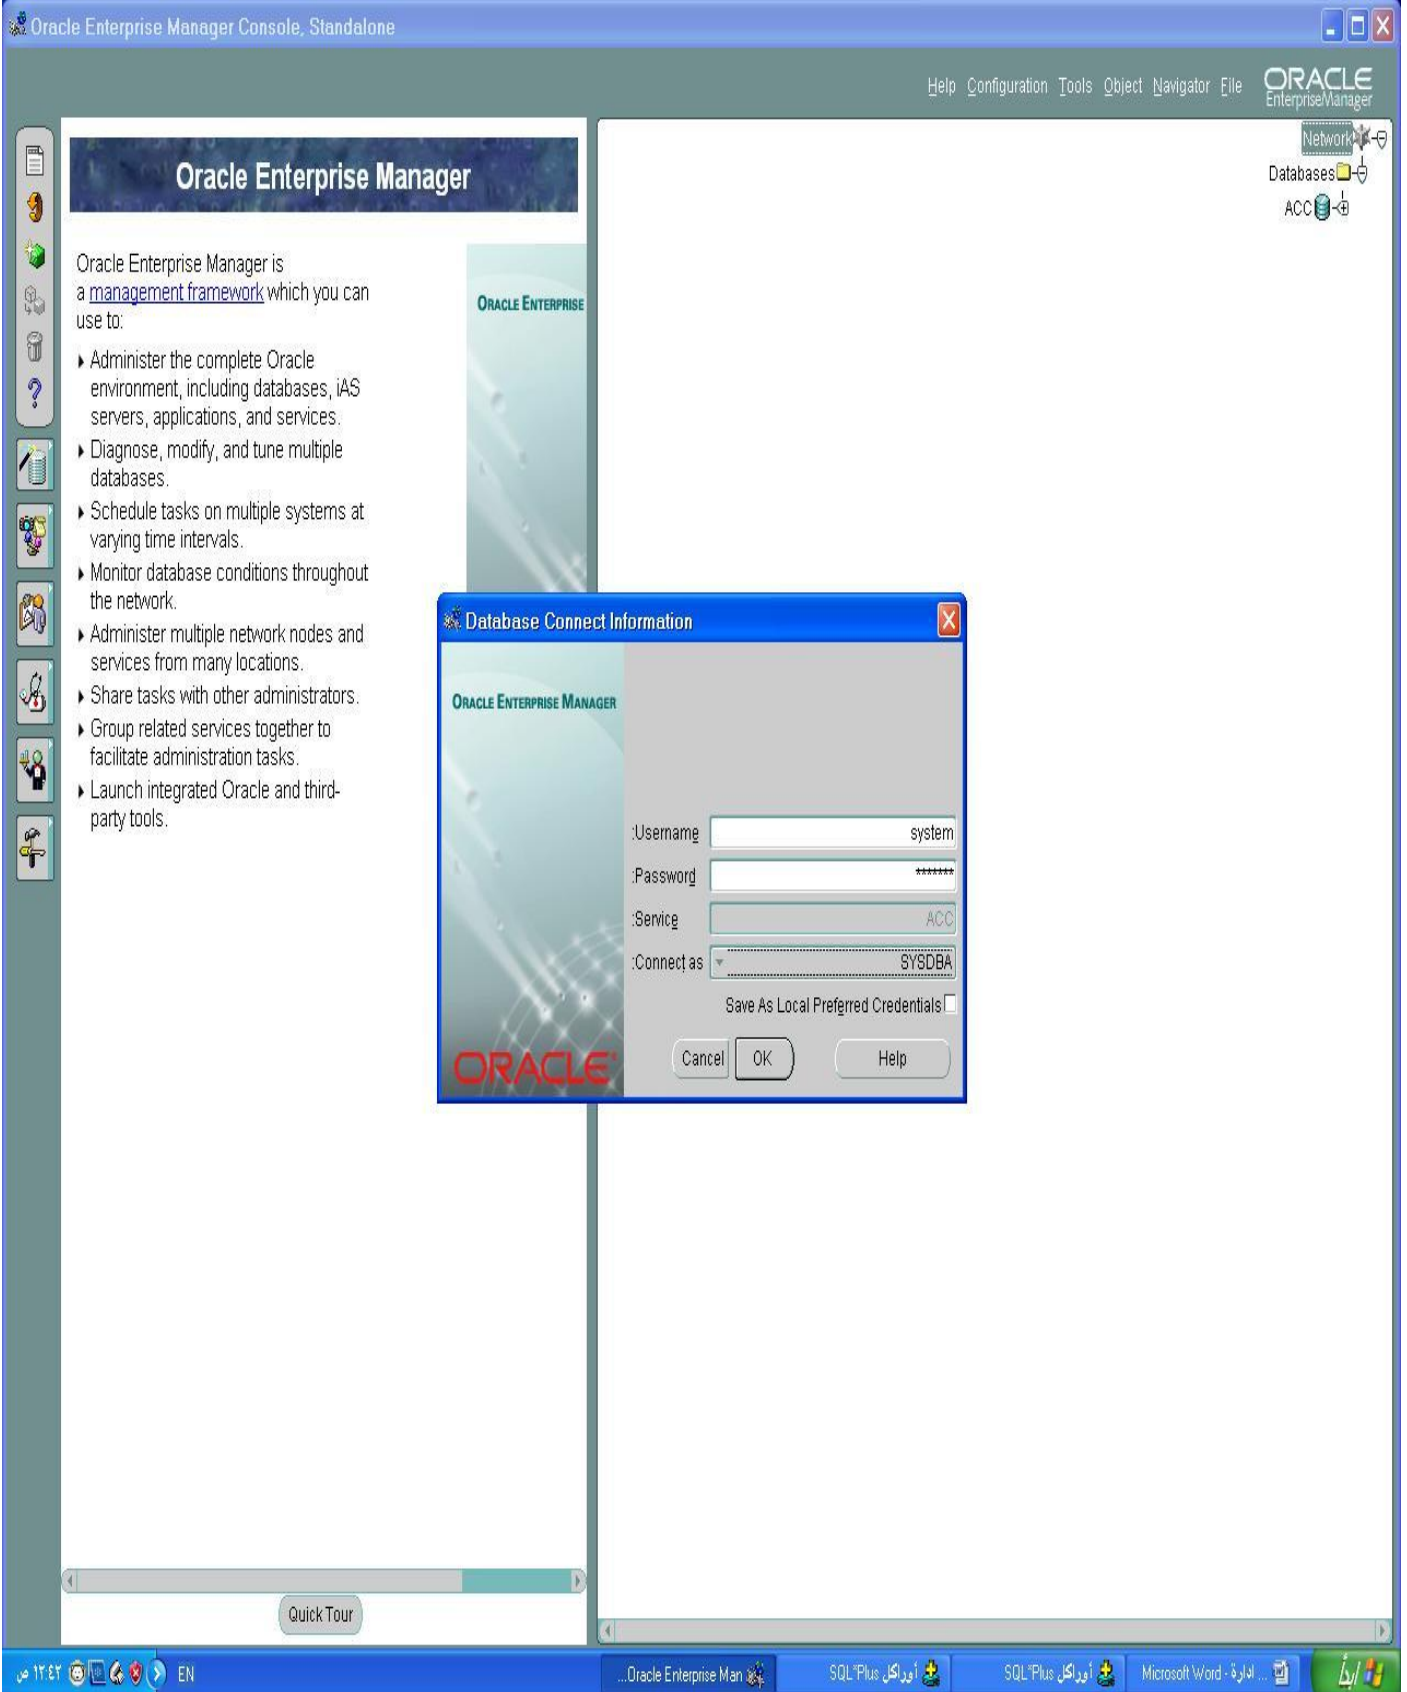 Oracle Enterprise Manager Console, Standalone
Help Configuration Tools Object Navigator File
ORACLE
EnterpriseManager
Network
Databases
ACC
Oracle Enterprise Manager
Oracle Enterprise Manager is
a management framework which you can
use to:
Administer the complete Oracle
environment, including databases, iAS
servers, applications, and services.
Diagnose, modify, and tune multiple
databases.
Schedule tasks on multiple systems at
varying time intervals.
Monitor database conditions throughout
the network.
Administer multiple network nodes and
services from many locations.
Share tasks with other administrators.
Group related services together to
facilitate administration tasks.
Launch integrated Oracle and third-
party tools.
ORACLE ENTERPRISE
Database Connect Information
ORACLE ENTERPRISE MANAGER
:Username system
:Password *******
:Service ACC
:Connect as SYSDBA
Save As Local Preferred Credentials
Cancel OK Help
ORACLE
Quick Tour
ابدأ
ادارة - Microsoft Word ...
أوراكل SQL*Plus
أوراكل SQL*Plus
...Oracle Enterprise Man
EN
١٢:٤٢ ص